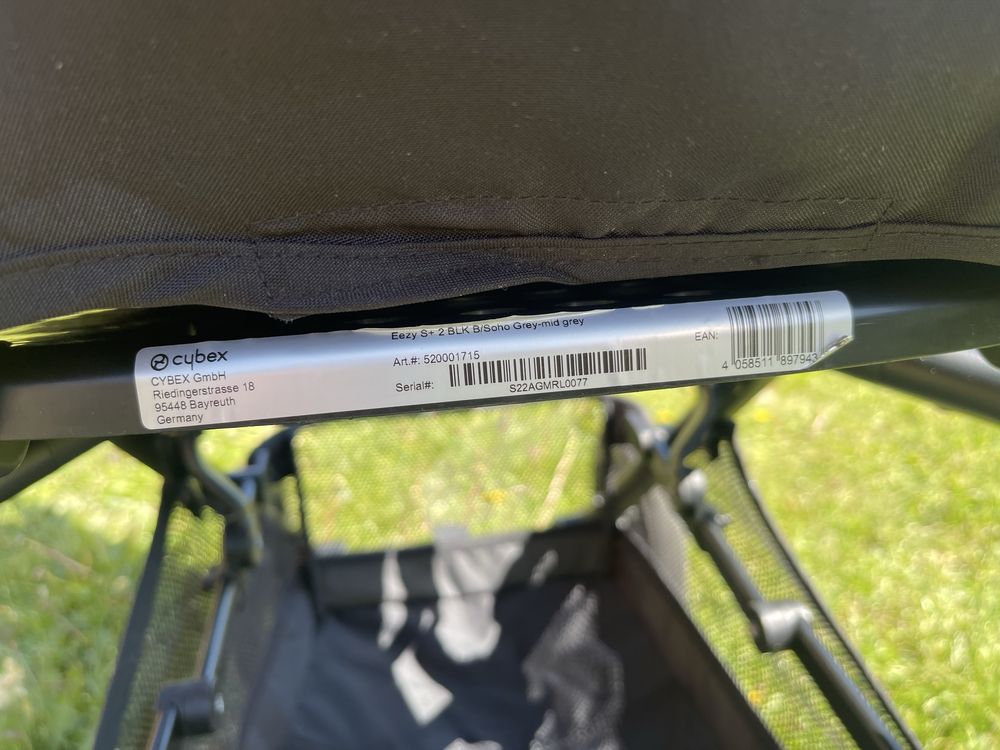 cybex
CYBEX GmbH
Riedingerstrasse 18
95448 Bayreuth
Germany
Eezy S+ 2 BLK B/Soho Grey-mid grey
Art.#: 520001715
Serial#:
S22AGMRL0077
EAN:
4 058511 897943